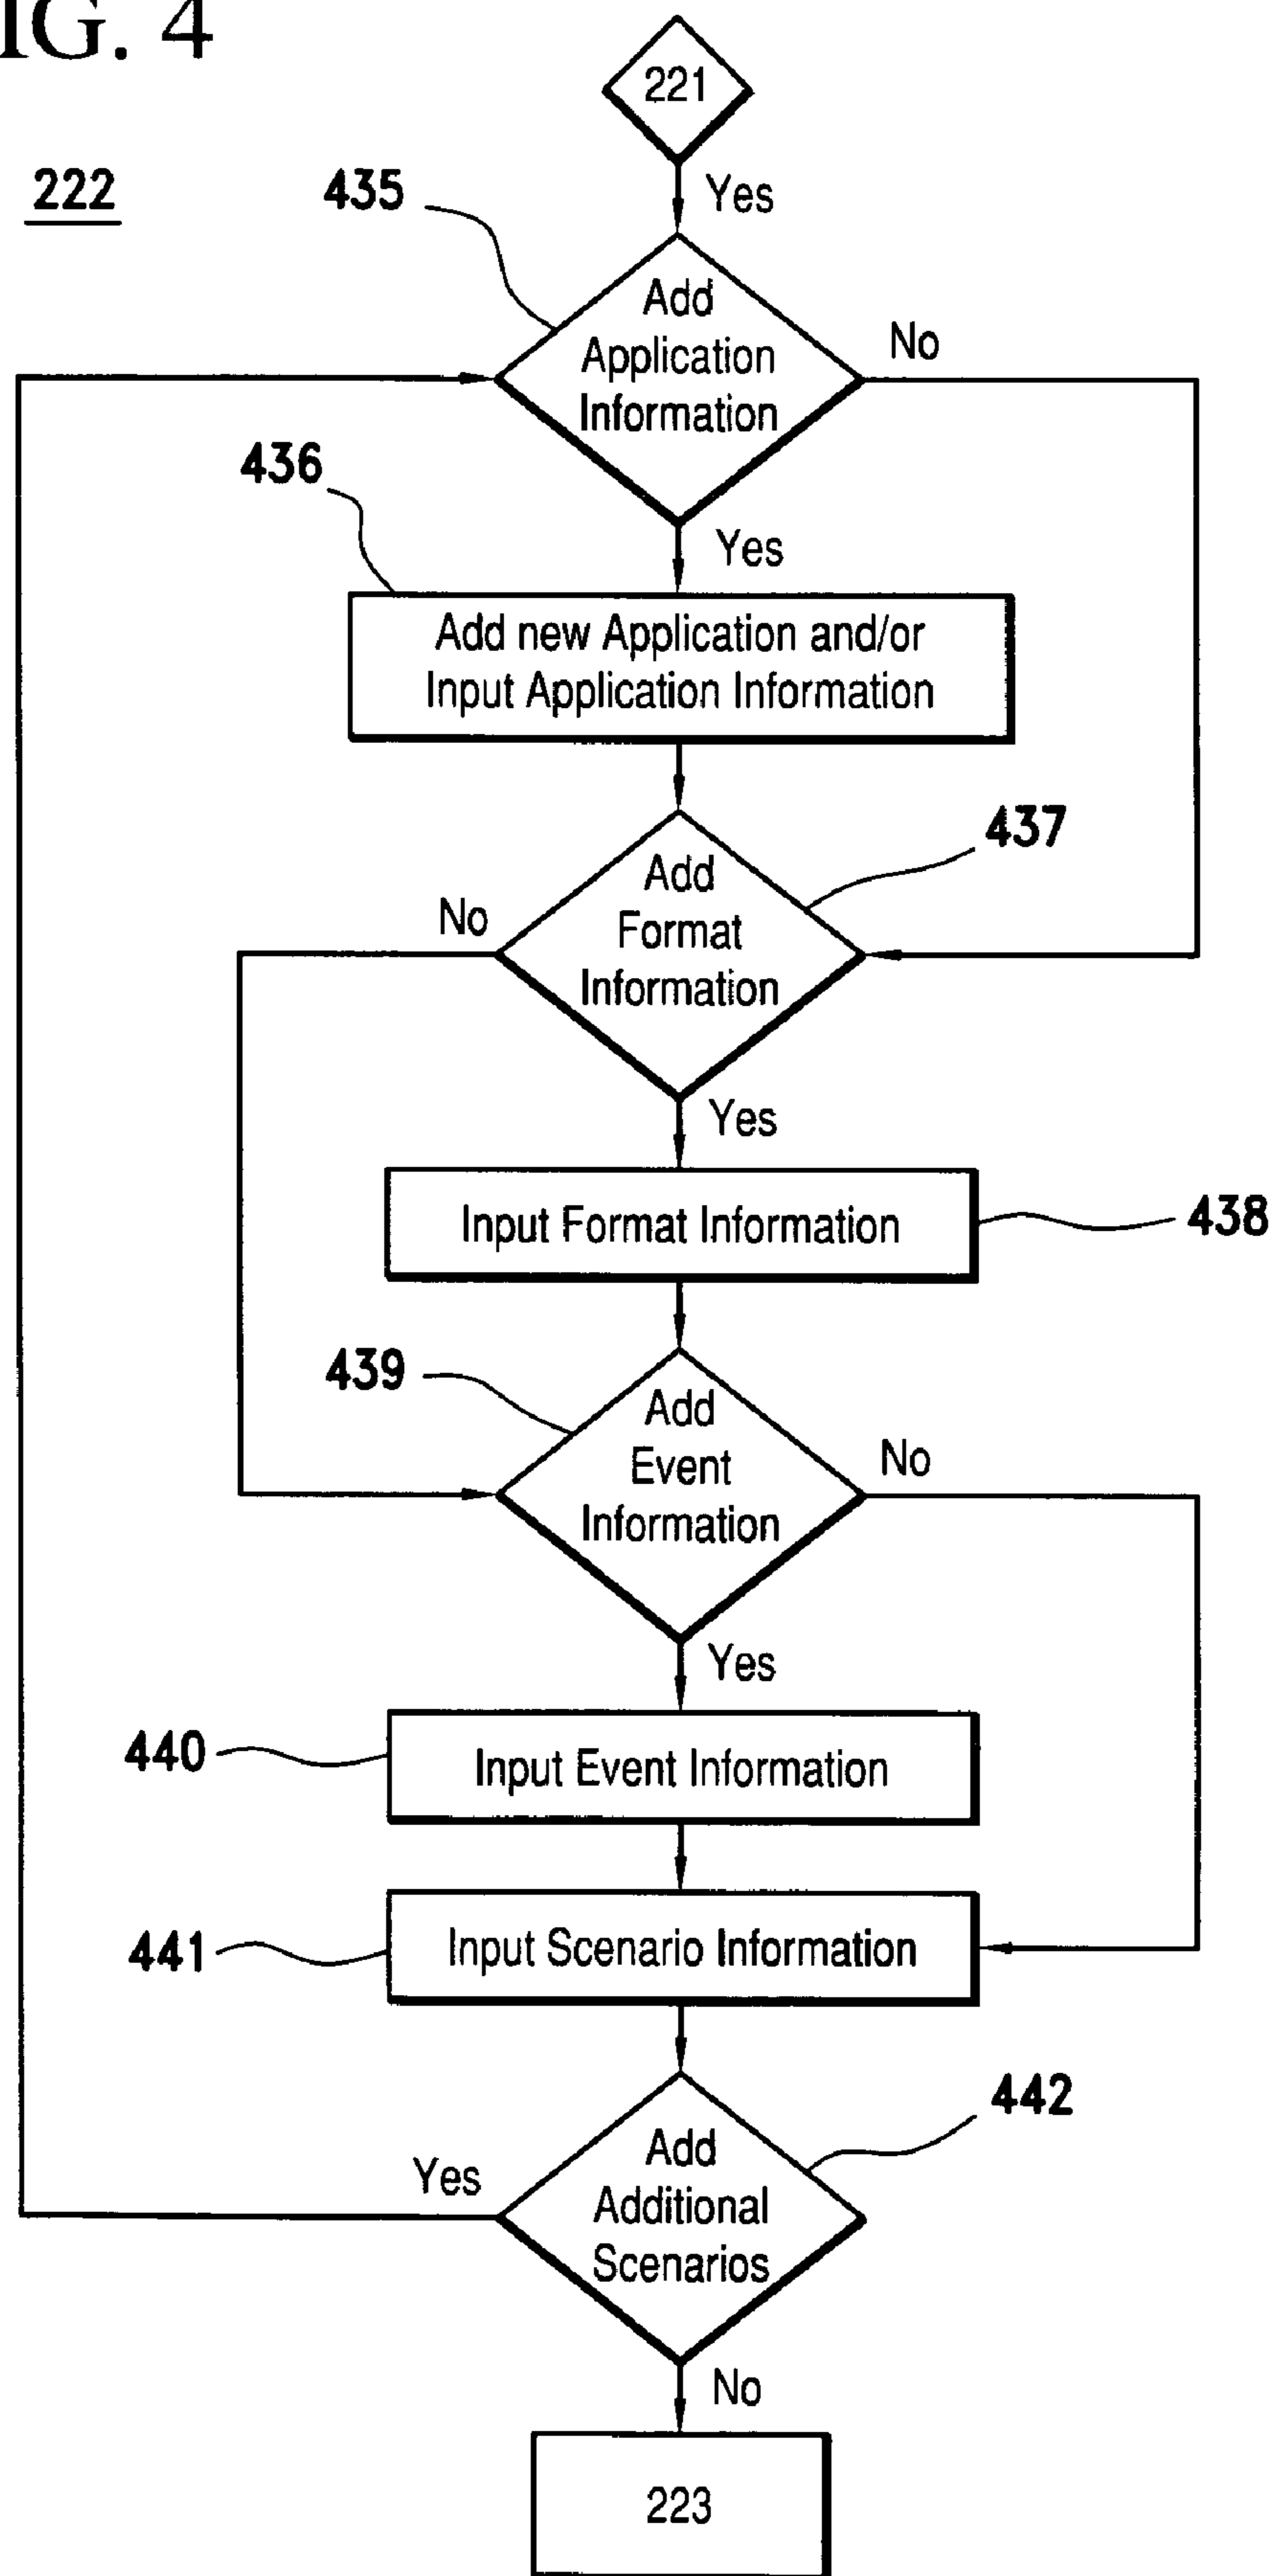 IG. 4
221
222
435
Yes
Add
Application
Information
No
436
Yes
Add new Application and/or
Input Application Information
437
Add
Format
Information
No
Yes
Input Format Information
438
439
Add
Event
Information
No
Yes
440
Input Event Information
441
Input Scenario Information
442
Add
Additional
Scenarios
Yes
No
223